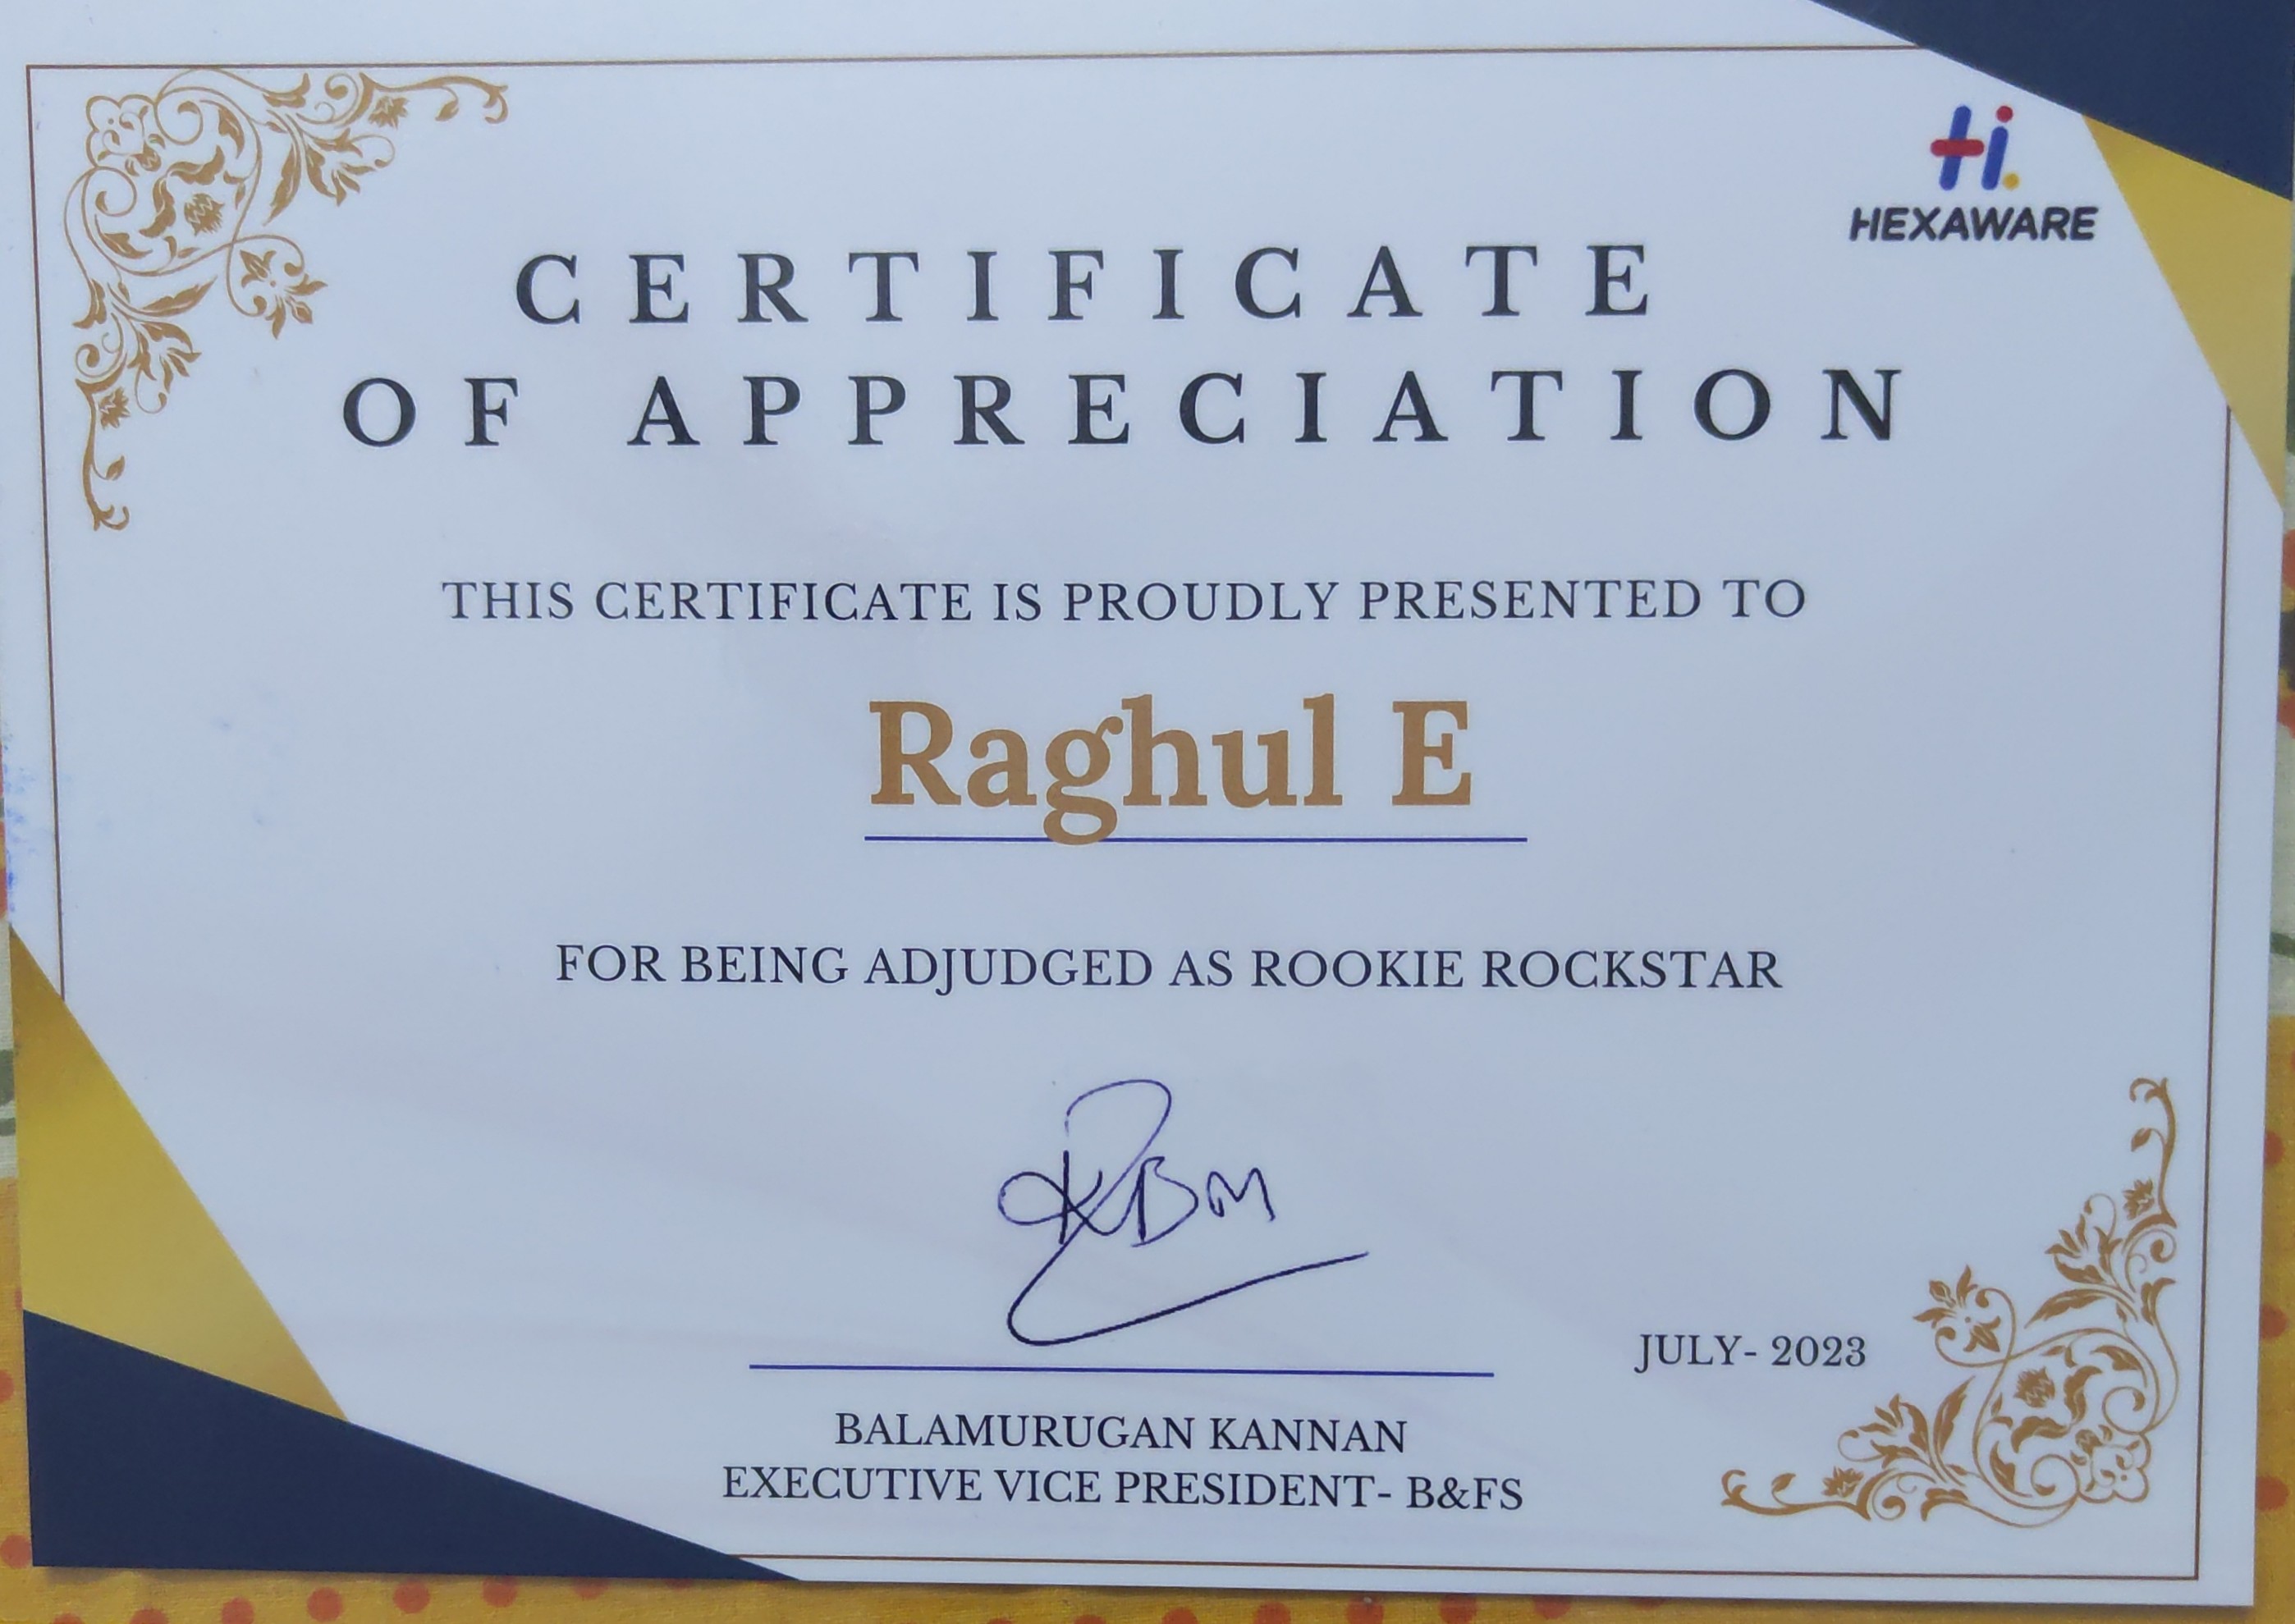 Hi.
HEXAWARE
CERTIFICATE
OF APPRECIATION
THIS CERTIFICATE IS PROUDLY PRESENTED TO
Raghul E
FOR BEING ADJUDGED AS ROOKIE ROCKSTAR
KBM
JULY- 2023
BALAMURUGAN KANNAN
EXECUTIVE VICE PRESIDENT- B&FS